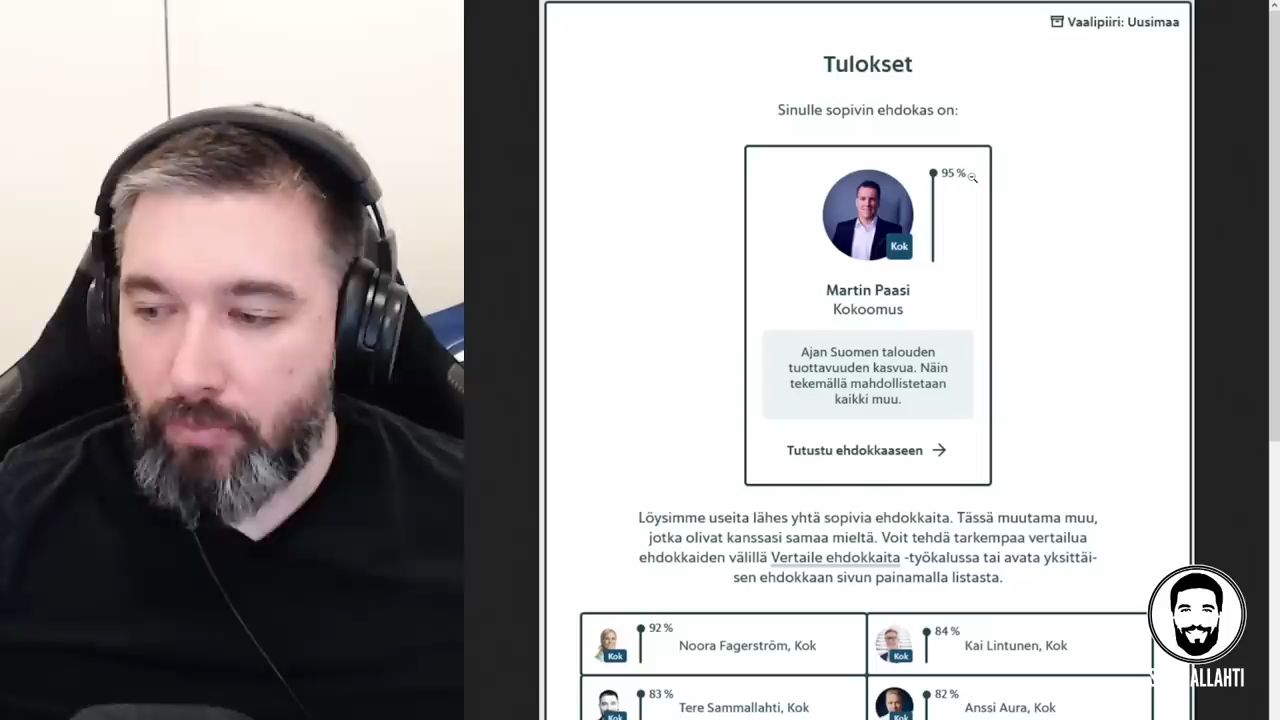 Vaalipiiri: Uusimaa
Tulokset
Sinulle sopivin ehdokas on:
95 %
Kok
Martin Paasi
Kokoomus
Ajan Suomen talouden
tuottavuuden kasvua. Näin
tekemällä mahdollistetaan
kaikki muu.
Tutustu ehdokkaaseen
Löysimme useita lähes yhtä sopivia ehdokkaita. Tässä muutama muu,
jotka olivat kanssasi samaa mieltä. Voit tehdä tarkempaa vertailua
ehdokkaiden välillä Vertaile ehdokkaita -työkalussa tai avata yksittäi-
sen ehdokkaan sivun painamalla listasta.
92 %
Noora Fagerström, Kok
Kok
84 %
Kai Lintunen, Kok
Kok
83 %
Tere Sammallahti, Kok
Kok
82 %
Anssi Aura, Kok
Kok